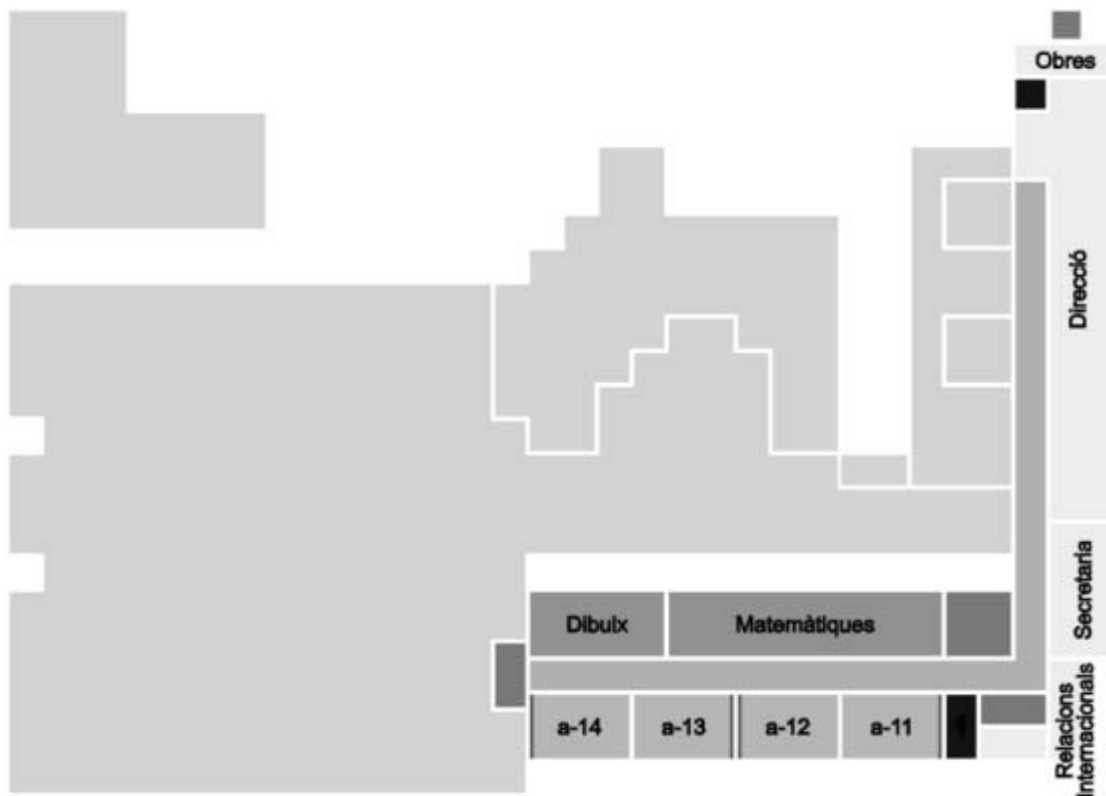 Obres
Direcció
Secretaria
Dibuix
Matemàtiques
Relacions
Internacionals
a-14
a-13
a-12
a-11